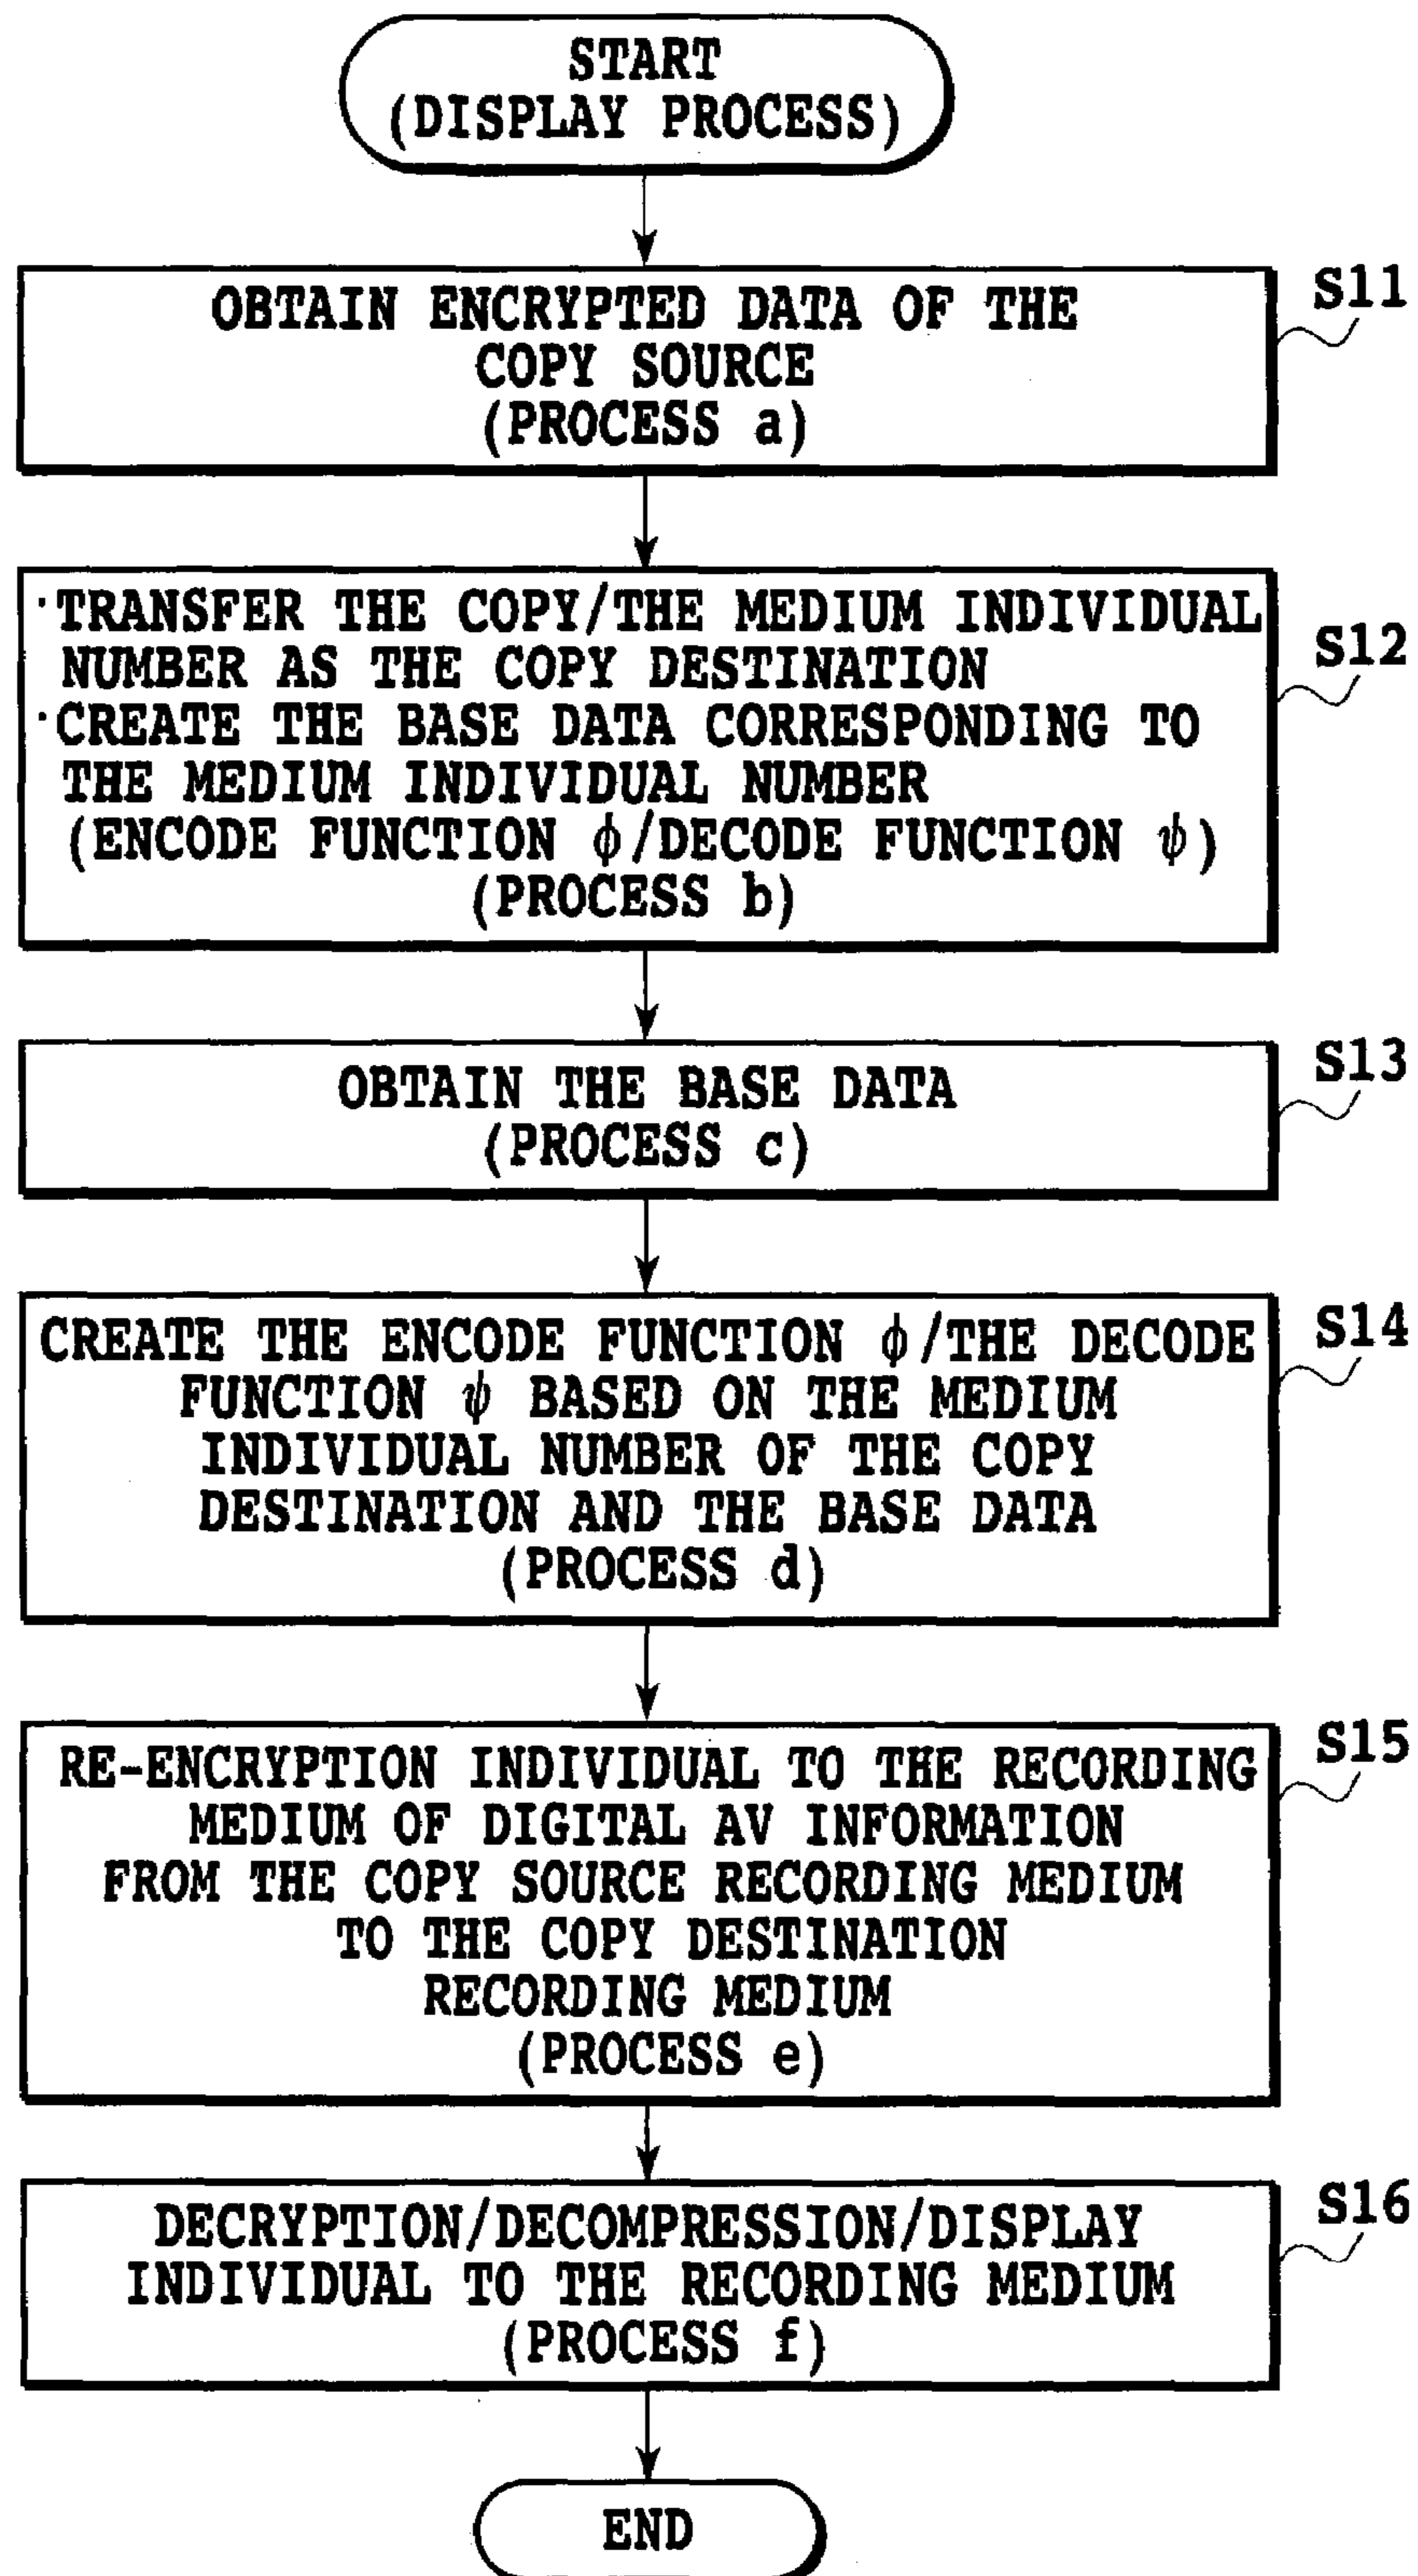 START
(DISPLAY PROCESS)
S11
OBTAIN ENCRYPTED DATA OF THE
COPY SOURCE
(PROCESS a)
S12
·TRANSFER THE COPY/THE MEDIUM INDIVIDUAL
NUMBER AS THE COPY DESTINATION
·CREATE THE BASE DATA CORRESPONDING TO
THE MEDIUM INDIVIDUAL NUMBER
(ENCODE FUNCTION ϕ/DECODE FUNCTION ψ)
(PROCESS b)
S13
OBTAIN THE BASE DATA
(PROCESS c)
S14
CREATE THE ENCODE FUNCTION ϕ/THE DECODE
FUNCTION ψ BASED ON THE MEDIUM
INDIVIDUAL NUMBER OF THE COPY
DESTINATION AND THE BASE DATA
(PROCESS d)
S15
RE-ENCRYPTION INDIVIDUAL TO THE RECORDING
MEDIUM OF DIGITAL AV INFORMATION
FROM THE COPY SOURCE RECORDING MEDIUM
TO THE COPY DESTINATION
RECORDING MEDIUM
(PROCESS e)
S16
DECRYPTION/DECOMPRESSION/DISPLAY
INDIVIDUAL TO THE RECORDING MEDIUM
(PROCESS f)
END